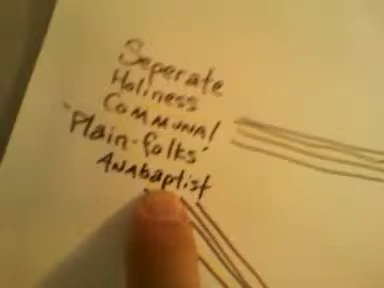 Seperate
Holiness
Communal
"Plain-folks"
Anabaptist